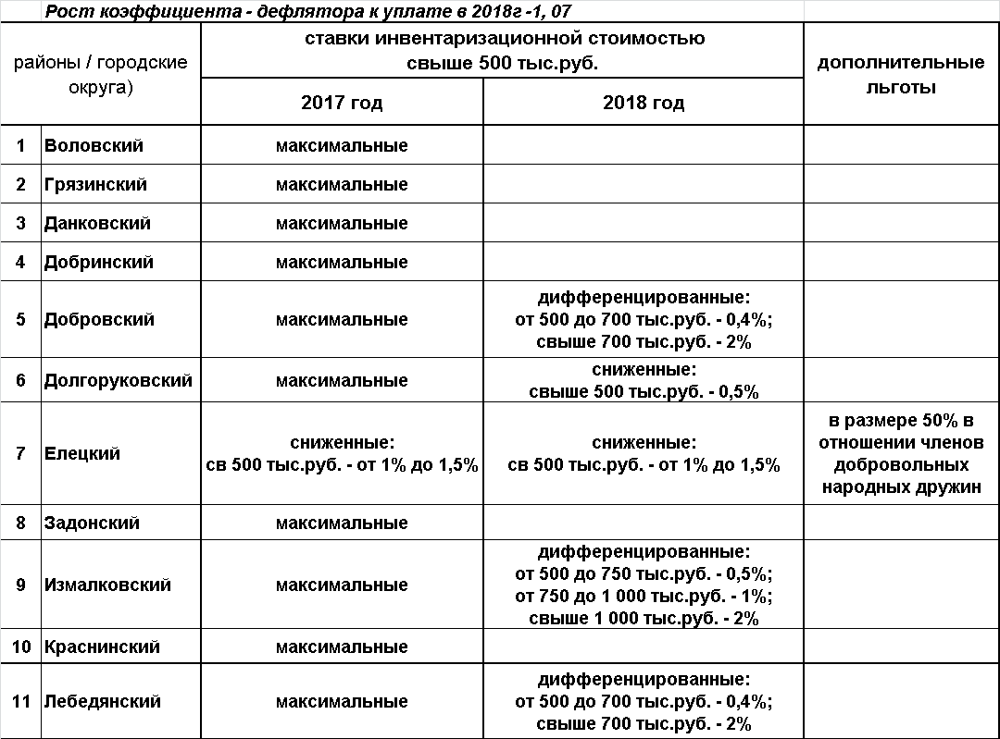 Рост коэффициента - дефлятора к уплате в 2018г -1, 07
районы / городские
округа)
ставки инвентаризационной стоимостью
свыше 500 тыс.руб.
дополнительные
льготы
2017 год
2018 год
1 Воловский максимальные
2 Грязинский максимальные
3 Данковский максимальные
4 Добринский максимальные
5 Добровский максимальные
дифференцированные:
от 500 до 700 тыс.руб. - 0,4%;
свыше 700 тыс.руб. - 2%
6 Долгоруковский максимальные
сниженные:
свыше 500 тыс.руб. - 0,5%
7 Елецкий
сниженные:
св 500 тыс.руб. - от 1% до 1,5%
сниженные:
св 500 тыс.руб. - от 1% до 1,5%
в размере 50% в
отношении членов
добровольных
народных дружин
8 Задонский максимальные
9 Измалковский максимальные
дифференцированные:
от 500 до 750 тыс.руб. - 0,5%;
от 750 до 1 000 тыс.руб. - 1%;
свыше 1 000 тыс.руб. - 2%
10 Краснинский максимальные
11 Лебедянский максимальные
дифференцированные:
от 500 до 700 тыс.руб. - 0,4%;
свыше 700 тыс.руб. - 2%